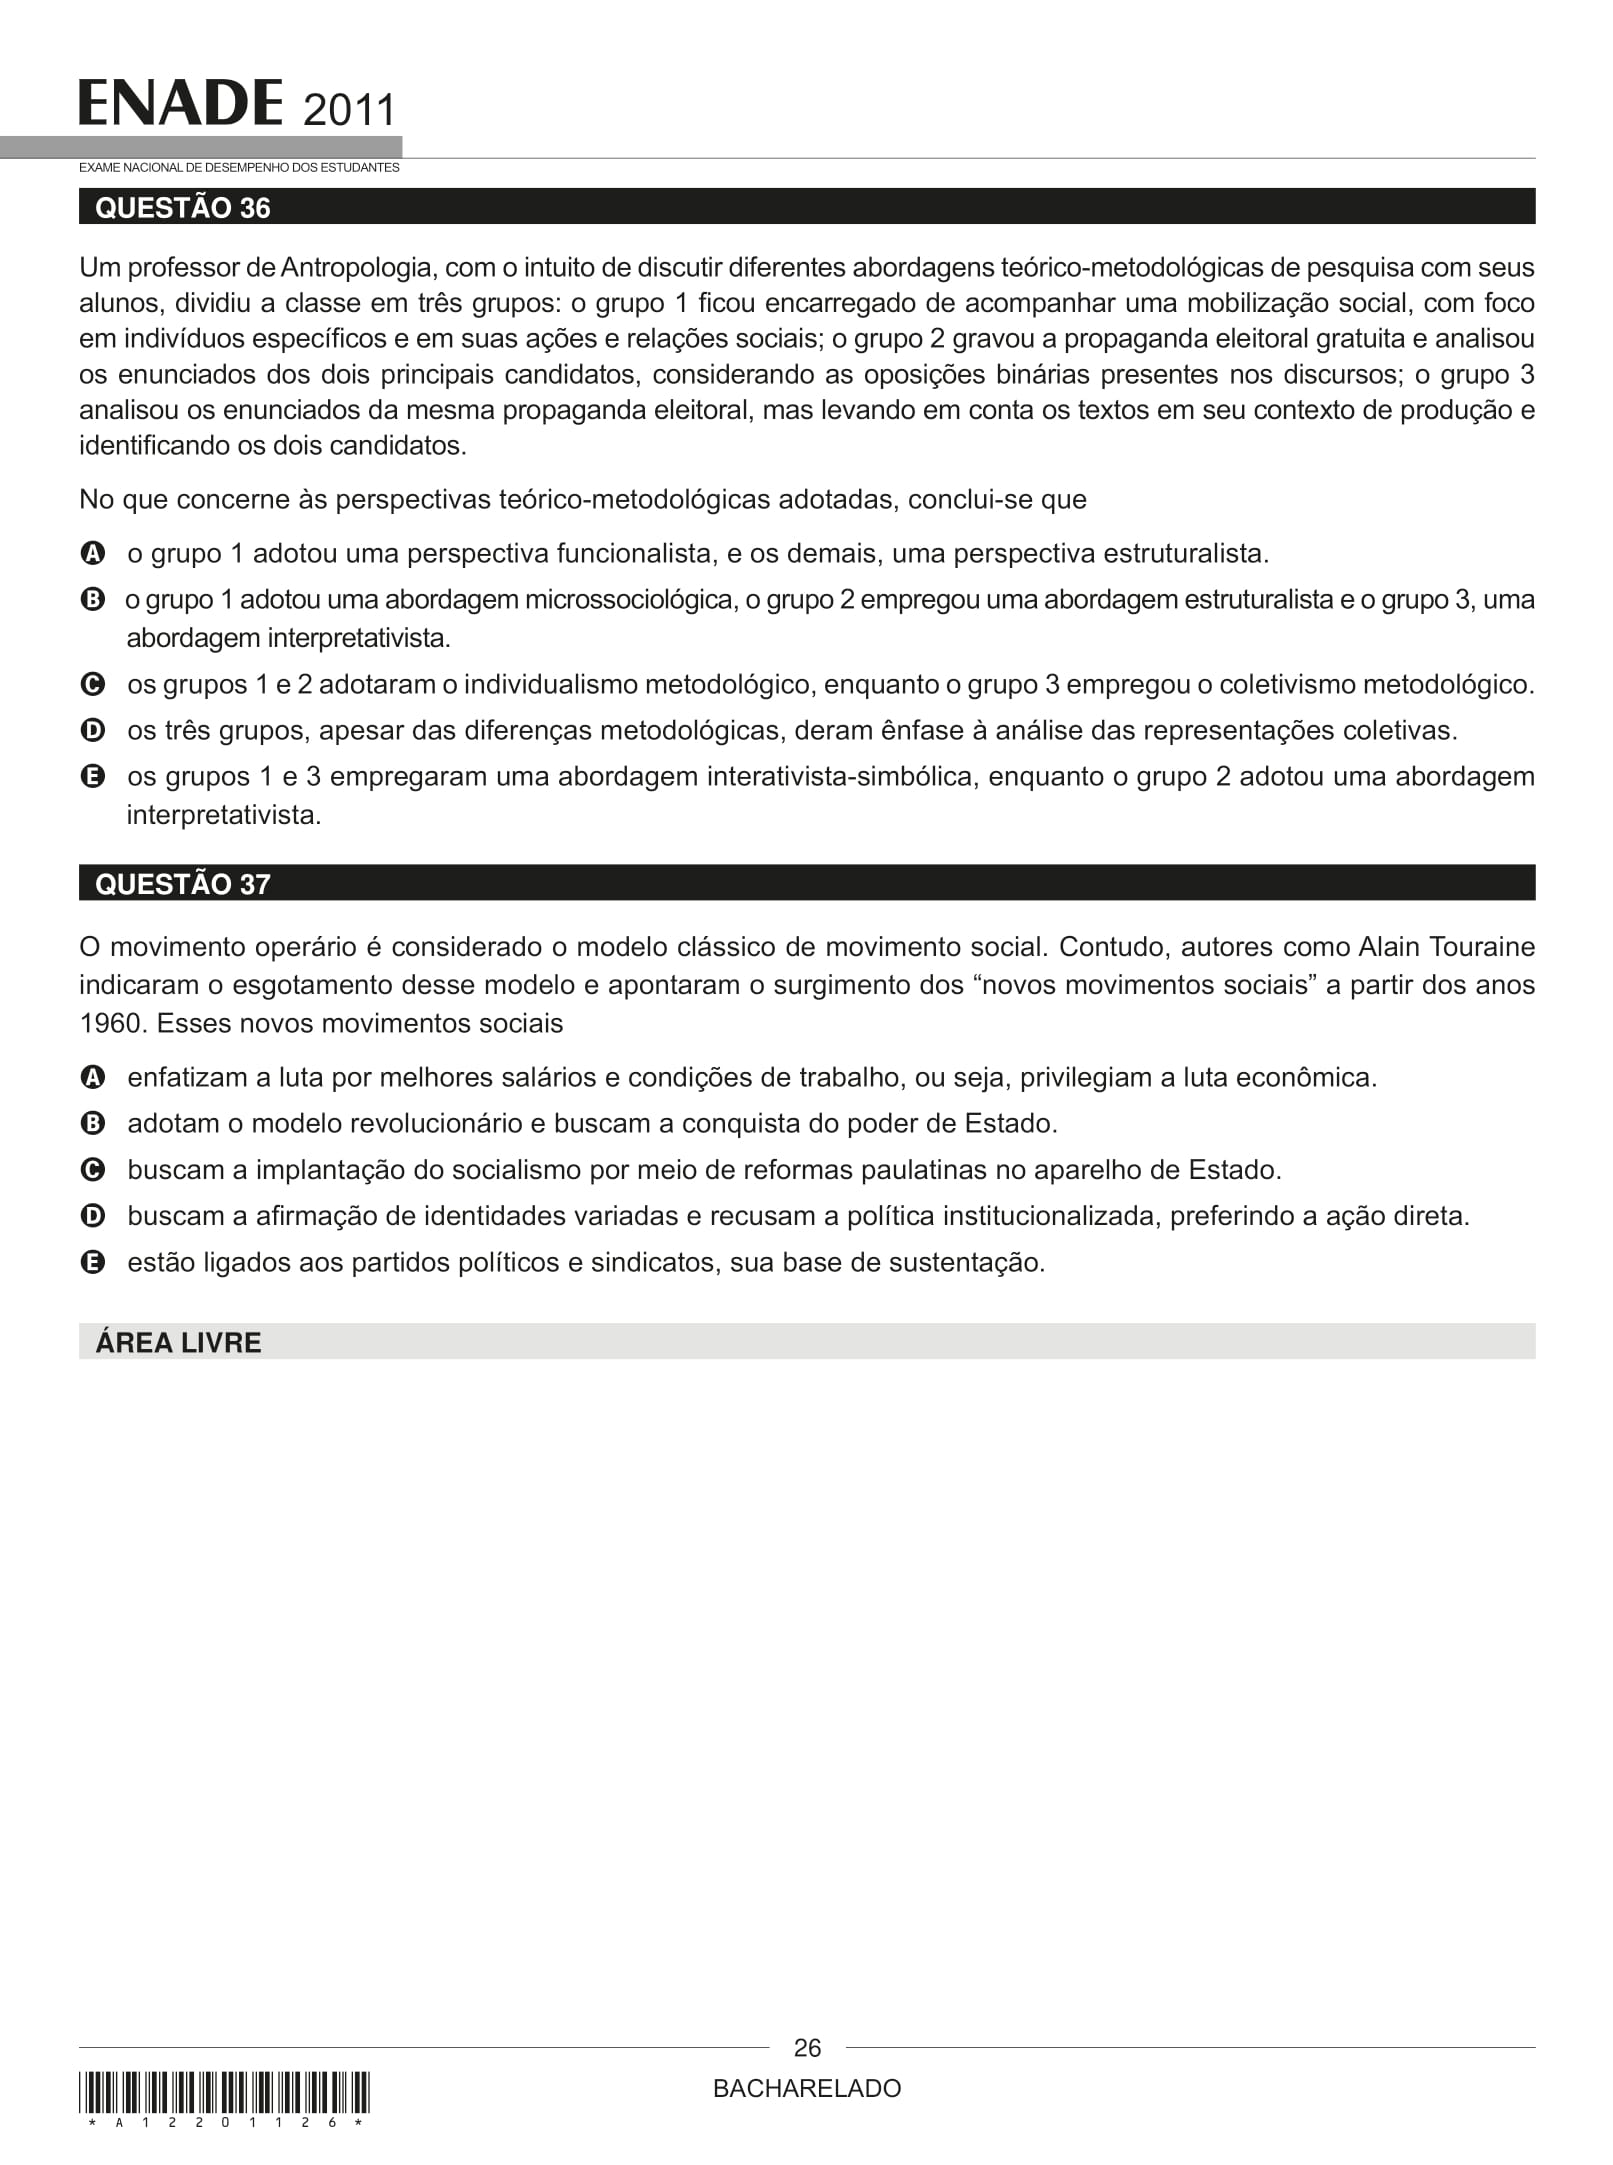 ENADE 2011
EXAME NACIONAL DE DESEMPENHO DOS ESTUDANTES
QUESTÃO 36
Um professor de Antropologia, com o intuito de discutir diferentes abordagens teórico-metodológicas de pesquisa com seus
alunos, dividiu a classe em três grupos: o grupo 1 ficou encarregado de acompanhar uma mobilização social, com foco
em indivíduos específicos e em suas ações e relações sociais; o grupo 2 gravou a propaganda eleitoral gratuita e analisou
os enunciados dos dois principais candidatos, considerando as oposições binárias presentes nos discursos; o grupo 3
analisou os enunciados da mesma propaganda eleitoral, mas levando em conta os textos em seu contexto de produção e
identificando os dois candidatos.
No que concerne às perspectivas teórico-metodológicas adotadas, conclui-se que
A o grupo 1 adotou uma perspectiva funcionalista, e os demais, uma perspectiva estruturalista.
B o grupo 1 adotou uma abordagem microssociológica, o grupo 2 empregou uma abordagem estruturalista e o grupo 3, uma
abordagem interpretativista.
C os grupos 1 e 2 adotaram o individualismo metodológico, enquanto o grupo 3 empregou o coletivismo metodológico.
D os três grupos, apesar das diferenças metodológicas, deram ênfase à análise das representações coletivas.
E os grupos 1 e 3 empregaram uma abordagem interativista-simbólica, enquanto o grupo 2 adotou uma abordagem
interpretativista.
QUESTÃO 37
O movimento operário é considerado o modelo clássico de movimento social. Contudo, autores como Alain Touraine
indicaram o esgotamento desse modelo e apontaram o surgimento dos “novos movimentos sociais” a partir dos anos
1960. Esses novos movimentos sociais
A enfatizam a luta por melhores salários e condições de trabalho, ou seja, privilegiam a luta econômica.
B adotam o modelo revolucionário e buscam a conquista do poder de Estado.
C buscam a implantação do socialismo por meio de reformas paulatinas no aparelho de Estado.
D buscam a afirmação de identidades variadas e recusam a política institucionalizada, preferindo a ação direta.
E estão ligados aos partidos políticos e sindicatos, sua base de sustentação.
ÁREA LIVRE
26
BACHARELADO
* A 1 2 2 0 1 1 2 6 *